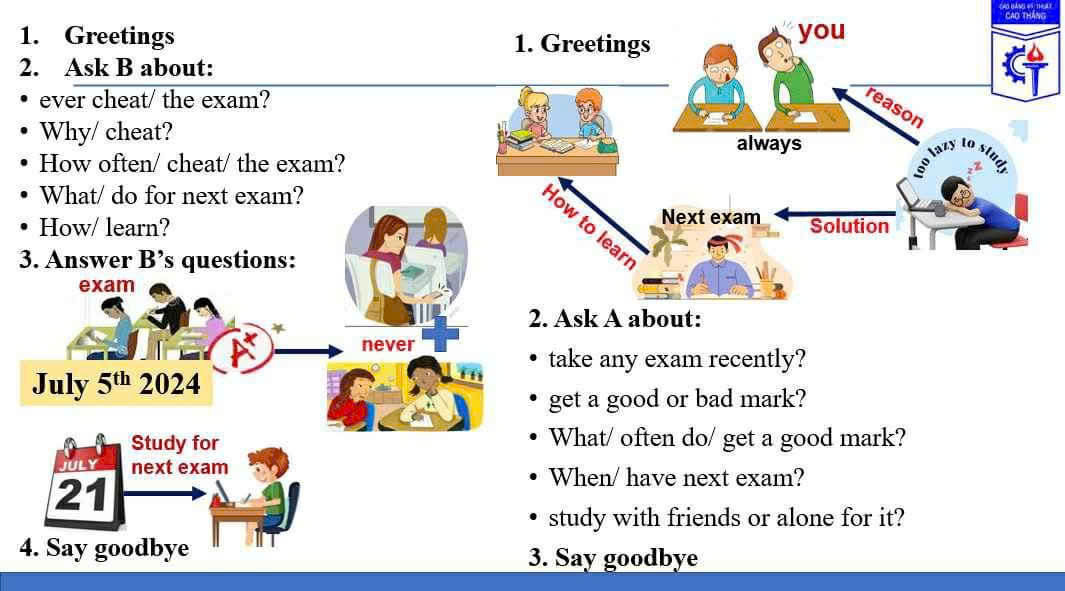 1. Greetings
2. Ask B about:
• ever cheat/ the exam?
• Why/ cheat?
• How often/ cheat/ the exam?
• What/ do for next exam?
• How/ learn?
3. Answer B's questions:
exam
A+
July 5th 2024
never
JULY
21
Study for
next exam
4. Say goodbye
1. Greetings
you
always
reason
too lazy to study
z z Z
How to learn
Next exam
Solution
2. Ask A about:
• take any exam recently?
• get a good or bad mark?
• What/ often do/ get a good mark?
• When/ have next exam?
• study with friends or alone for it?
3. Say goodbye
CAO ĐẲNG KỸ THUẬT
CAO THẮNG